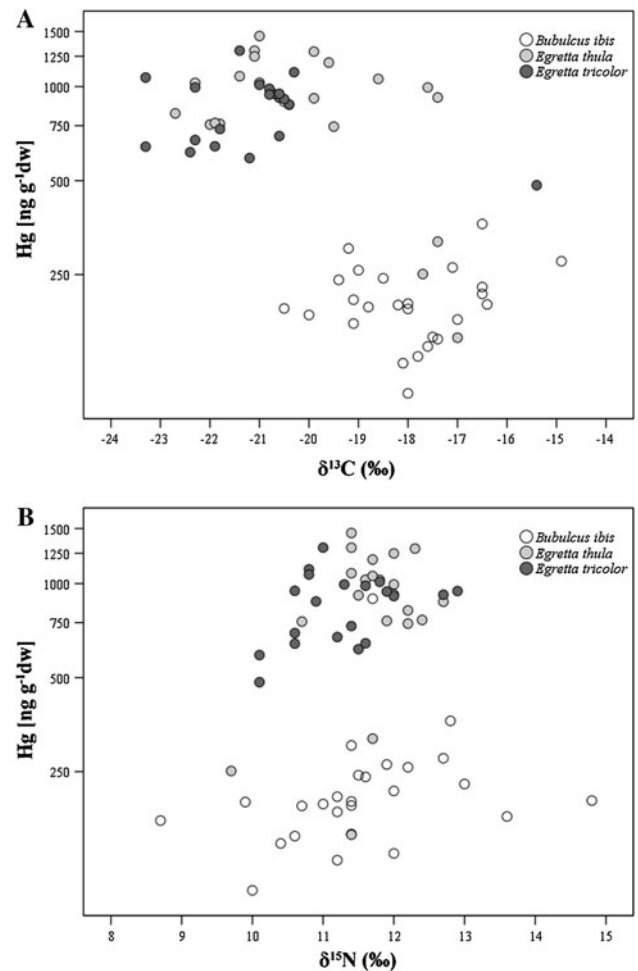 A
1500
1250
1000
750
500
250
Hg [ng g⁻¹dw]
Bubulcus ibis
Egretta thula
Egretta tricolor
-24 -23 -22 -21 -20 -19 -18 -17 -16 -15 -14
δ¹³C (‰)
B
1500
1250
1000
750
500
250
Hg [ng g⁻¹dw]
Bubulcus ibis
Egretta thula
Egretta tricolor
8 9 10 11 12 13 14 15
δ¹⁵N (‰)